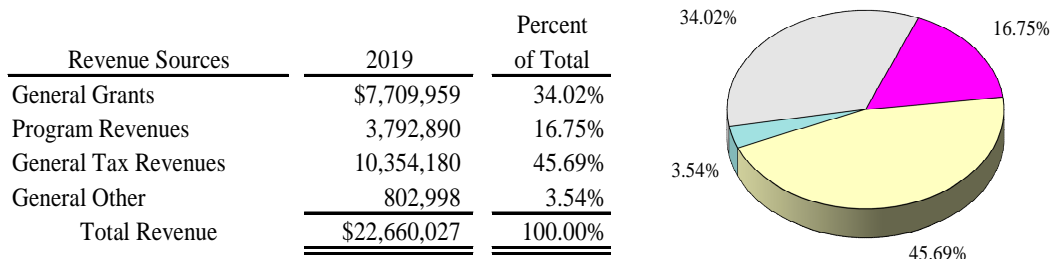 Percent
Revenue Sources 2019 of Total
General Grants $7,709,959 34.02%
Program Revenues 3,792,890 16.75%
General Tax Revenues 10,354,180 45.69%
General Other 802,998 3.54%
Total Revenue $22,660,027 100.00%
34.02%
16.75%
3.54%
45.69%